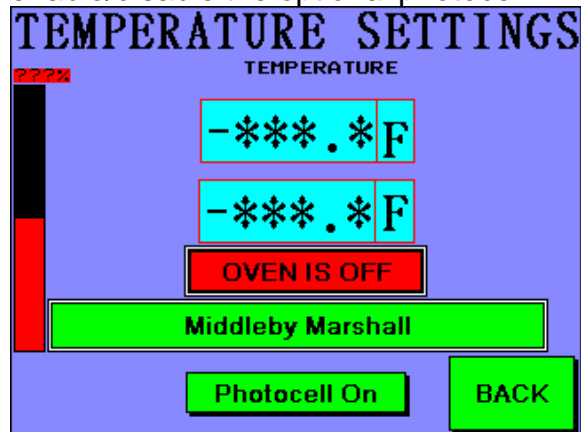 TEMPERATURE SETTINGS
TEMPERATURE
???%
-***.* F
-***.* F
OVEN IS OFF
Middleby Marshall
Photocell On
BACK